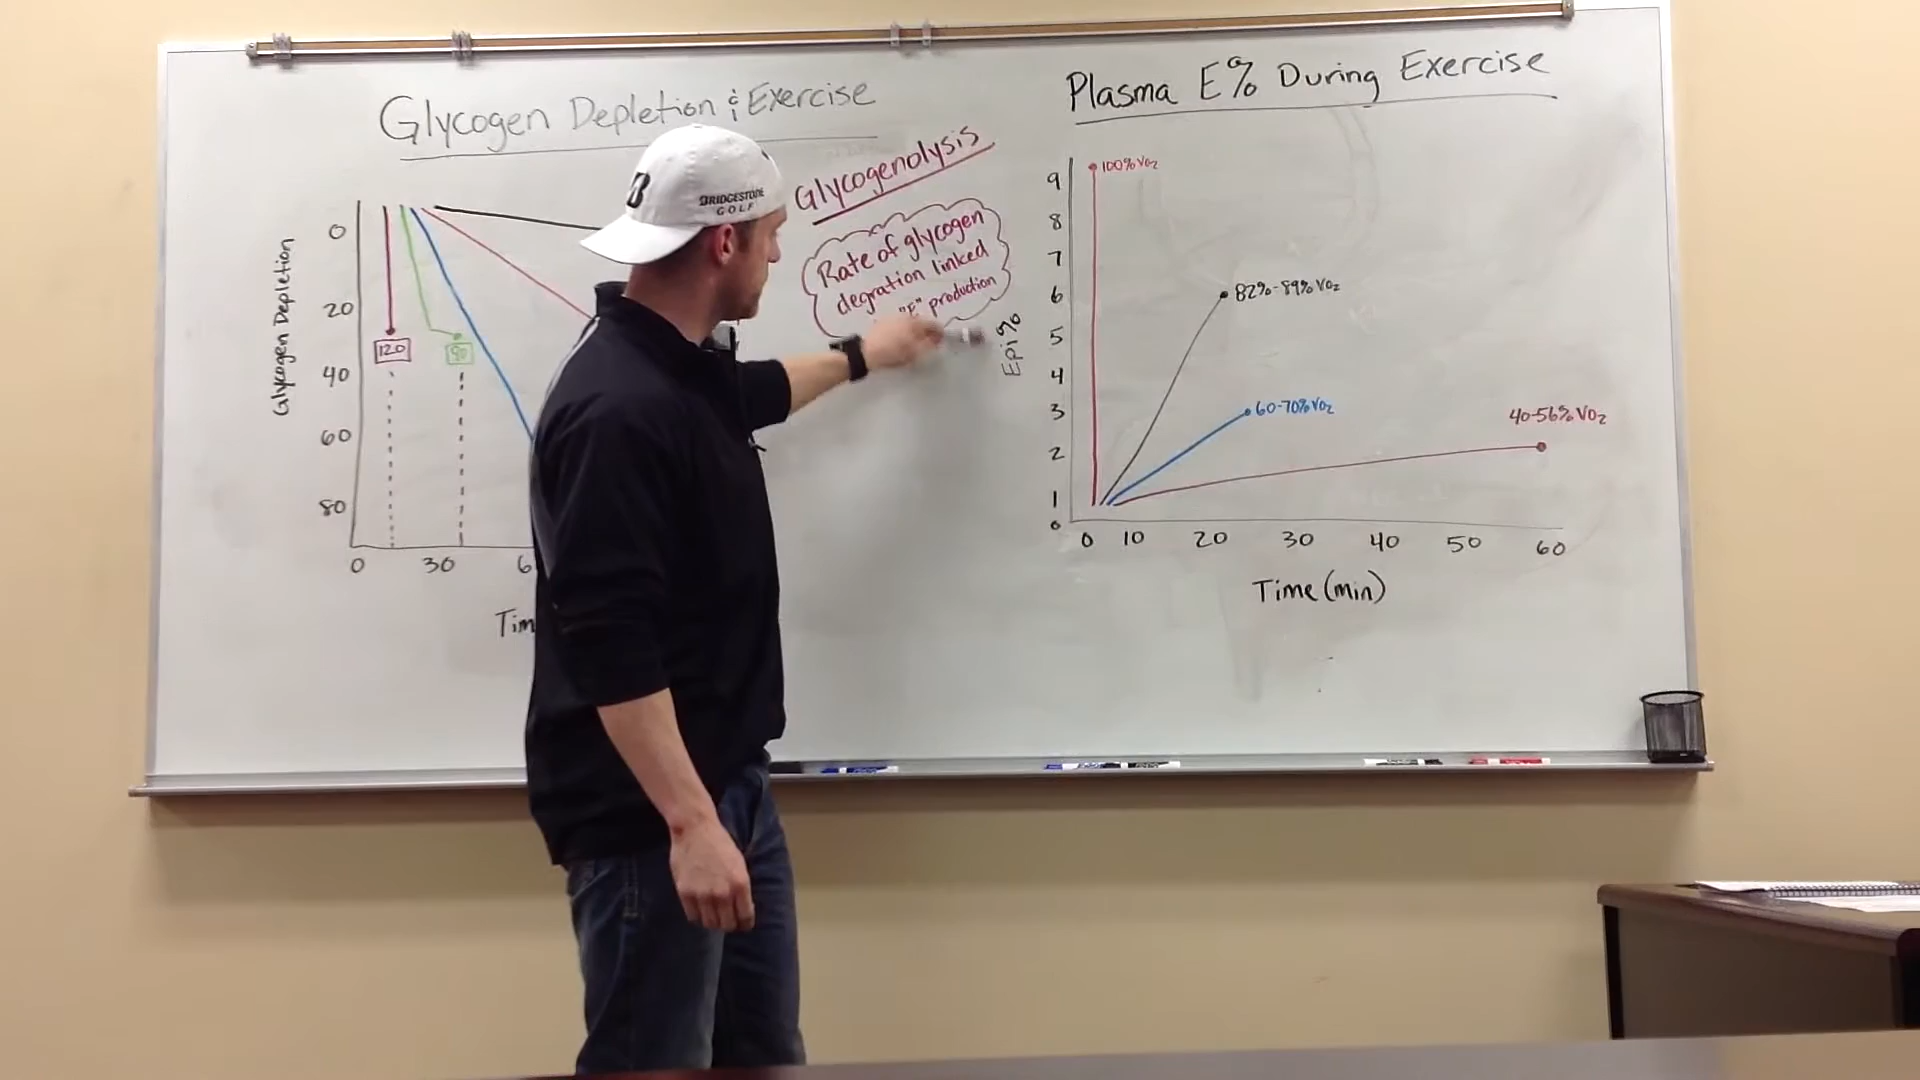 Glycogen Depletion & Exercise
Glycogen Depletion
0
20
40
60
80
120
90
0
30
6
Tim
B
BRIDGESTONE
GOLF
Glycogenolysis
Rate of glycogen
degration linked
"E" production
Plasma E% During Exercise
Epi%
9
8
7
6
5
4
3
2
1
0
100% VO2
82%-89% VO2
60-70% VO2
40-56% VO2
0 10 20 30 40 50 60
Time (min)